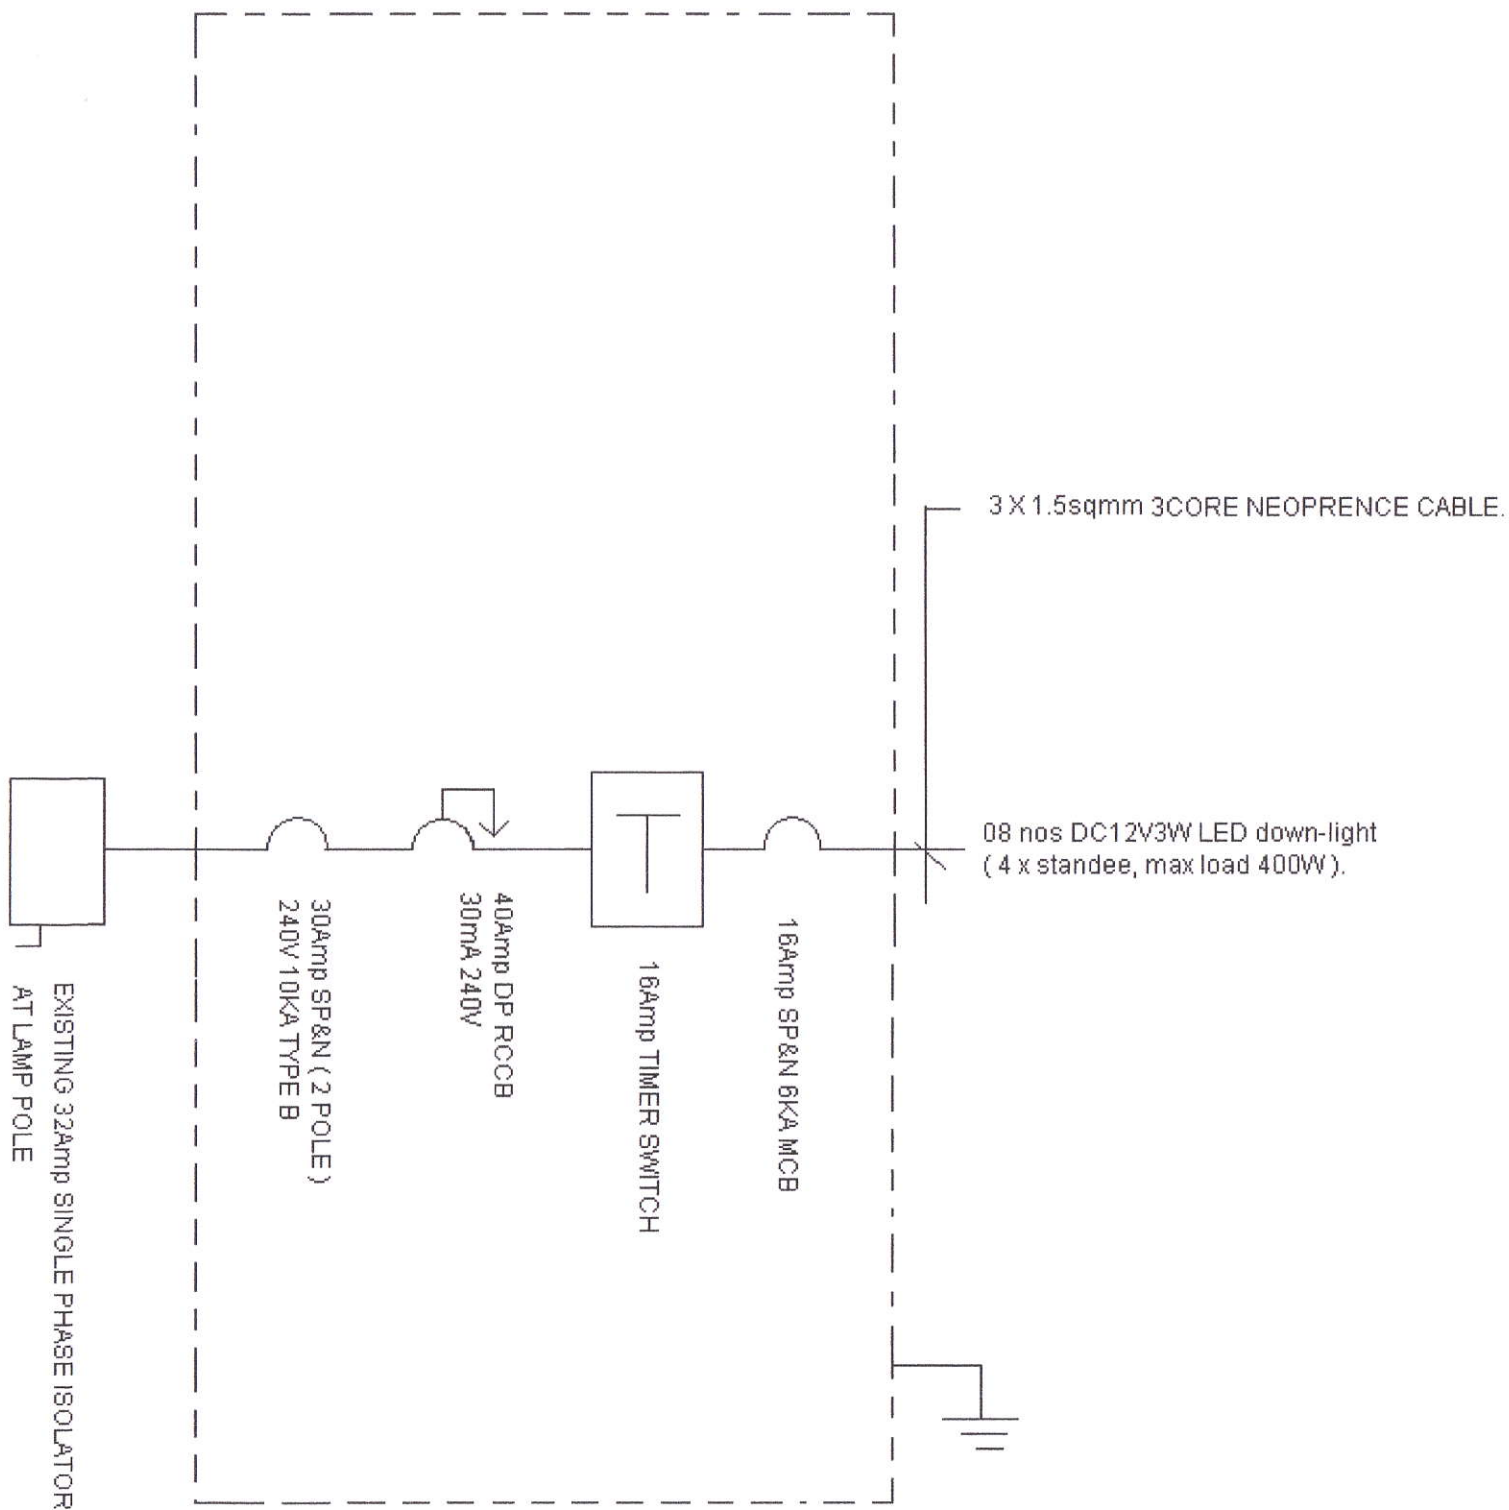 3 X 1.5sqmm 3CORE NEOPRENCE CABLE.
08 nos DC12V3W LED down-light
( 4 x standee, max load 400W ).
T
EXISTING 32Amp SINGLE PHASE ISOLATOR
AT LAMP POLE
30Amp SP&N ( 2 POLE )
240V 10KA TYPE B
40Amp DP RCCB
30mA 240V
16Amp TIMER SWITCH
16Amp SP&N 6KA MCB